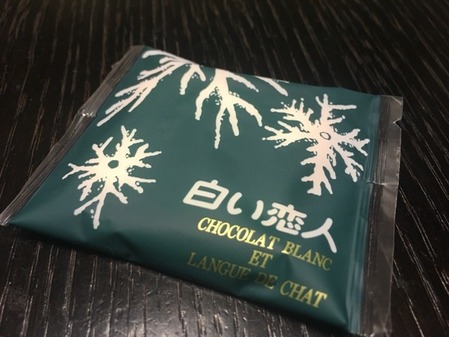 白い恋人
CHOCOLAT BLANC
ET
LANGUE DE CHAT